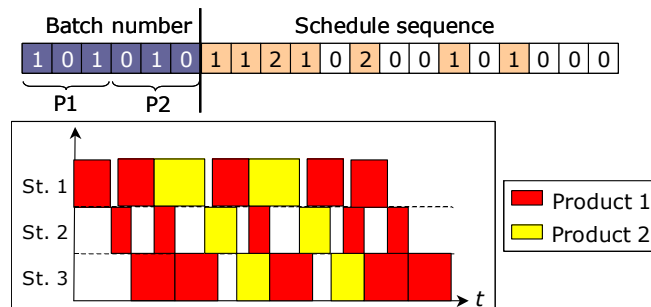 Batch number Schedule sequence
1 0 1 0 1 0 1 1 2 1 0 2 0 0 1 0 1 0 0 0
P1 P2
St. 1
St. 2
St. 3
t
Product 1
Product 2